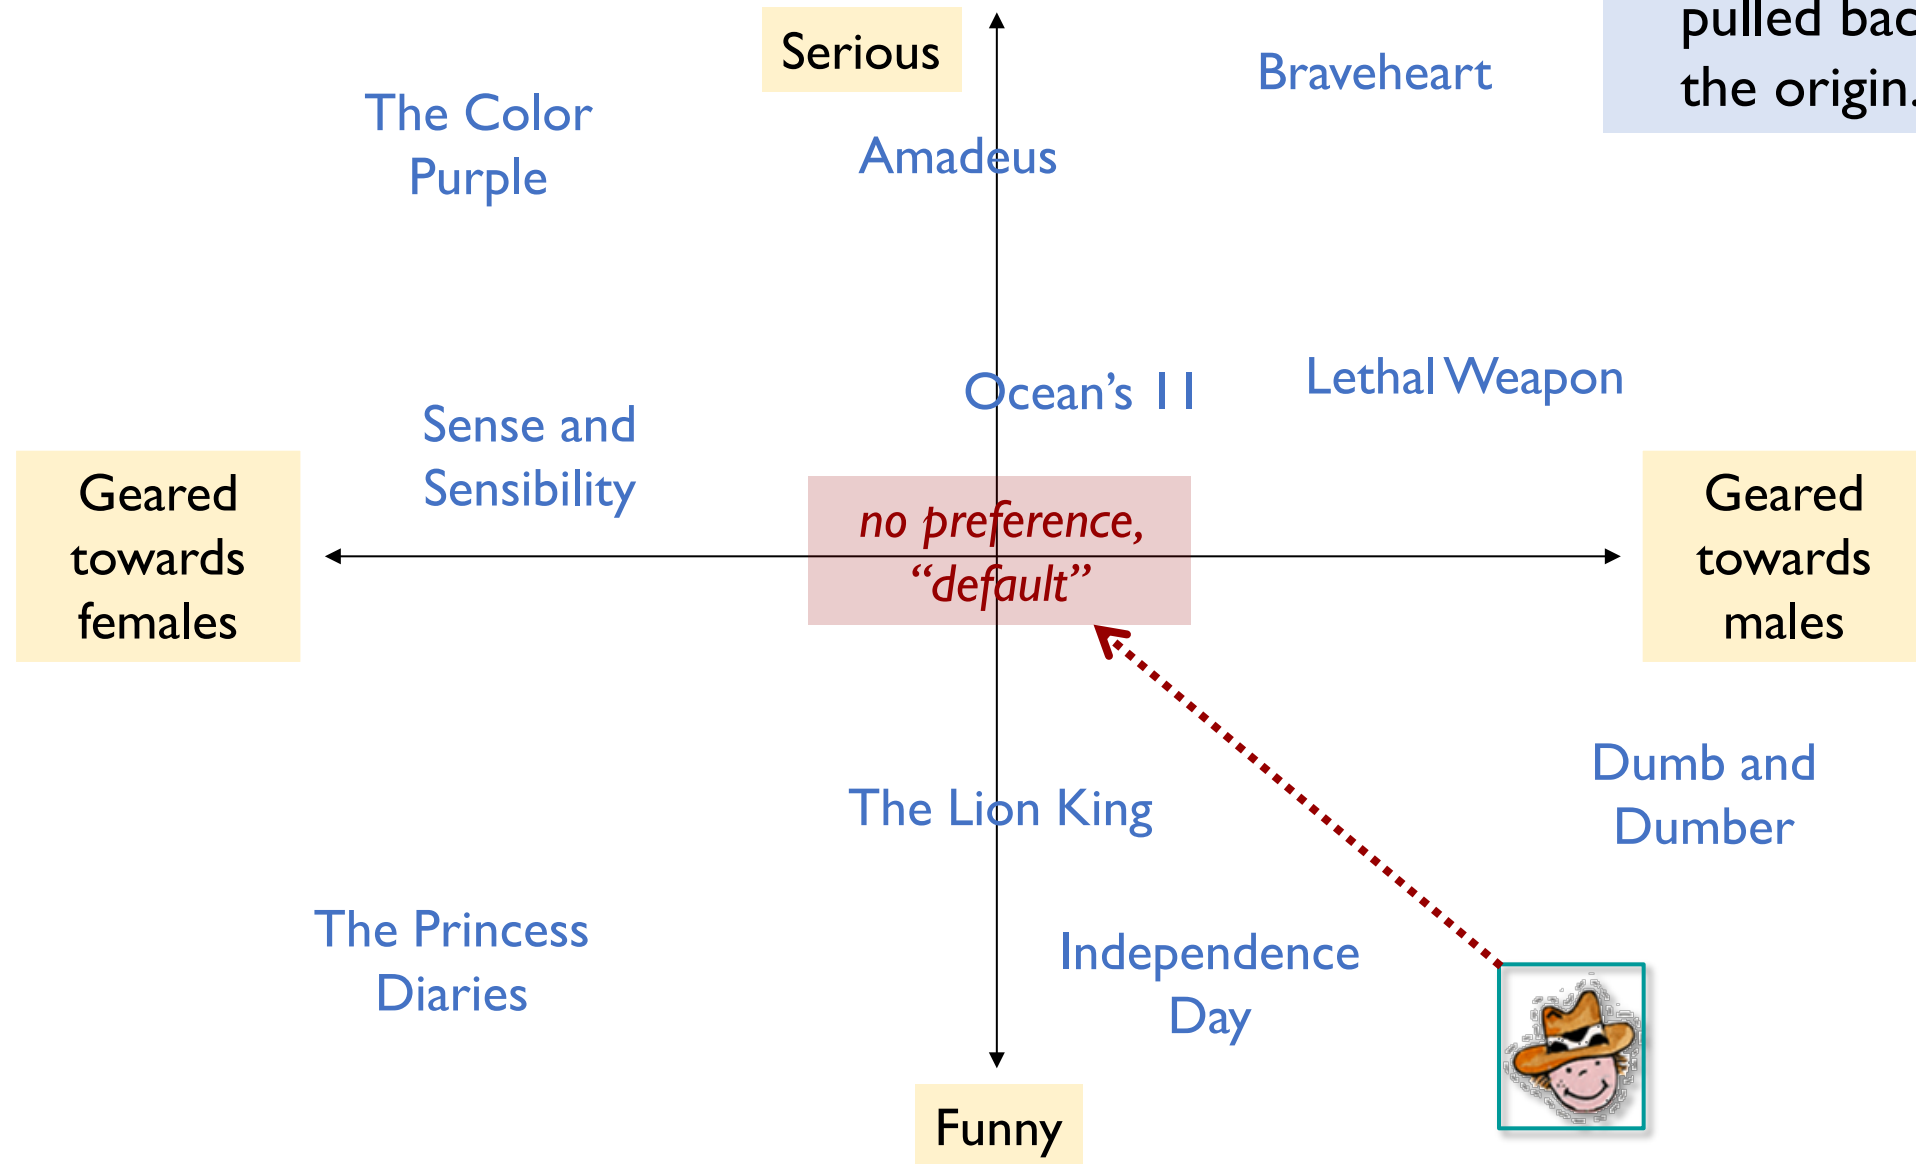 pulled bac
the origin.
Serious
Braveheart
The Color
Purple
Amadeus
Ocean’s 11
Lethal Weapon
Sense and
Sensibility
Geared
towards
females
no preference,
“default”
Geared
towards
males
The Lion King
Dumb and
Dumber
The Princess
Diaries
Independence
Day
Funny